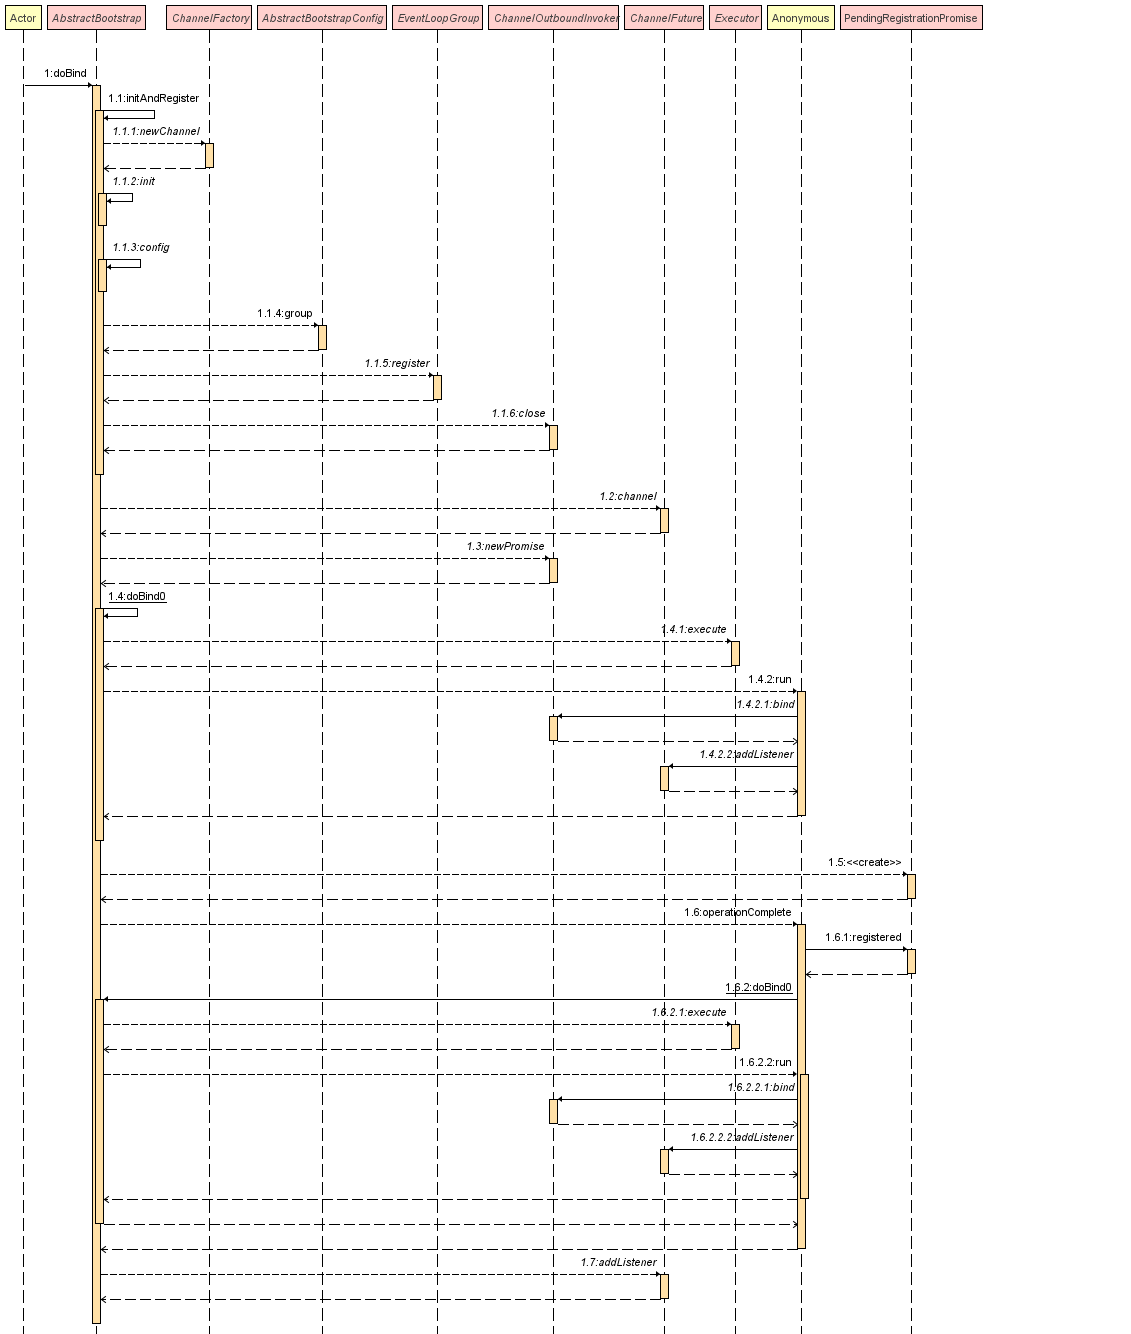 Actor
AbstractBootstrap
ChannelFactory
AbstractBootstrapConfig
EventLoopGroup
ChannelOutboundInvoker
ChannelFuture
Executor
Anonymous
PendingRegistrationPromise
1:doBind
1.1:initAndRegister
1.1.1:newChannel
1.1.2:init
1.1.3:config
1.1.4:group
1.1.5:register
1.1.6:close
1.2:channel
1.3:newPromise
1.4:doBind0
1.4.1:execute
1.4.2:run
1.4.2.1:bind
1.4.2.2:addListener
1.5:<<create>>
1.6:operationComplete
1.6.1:registered
1.6.2:doBind0
1.6.2.1:execute
1.6.2.2:run
1.6.2.2.1:bind
1.6.2.2.2:addListener
1.7:addListener